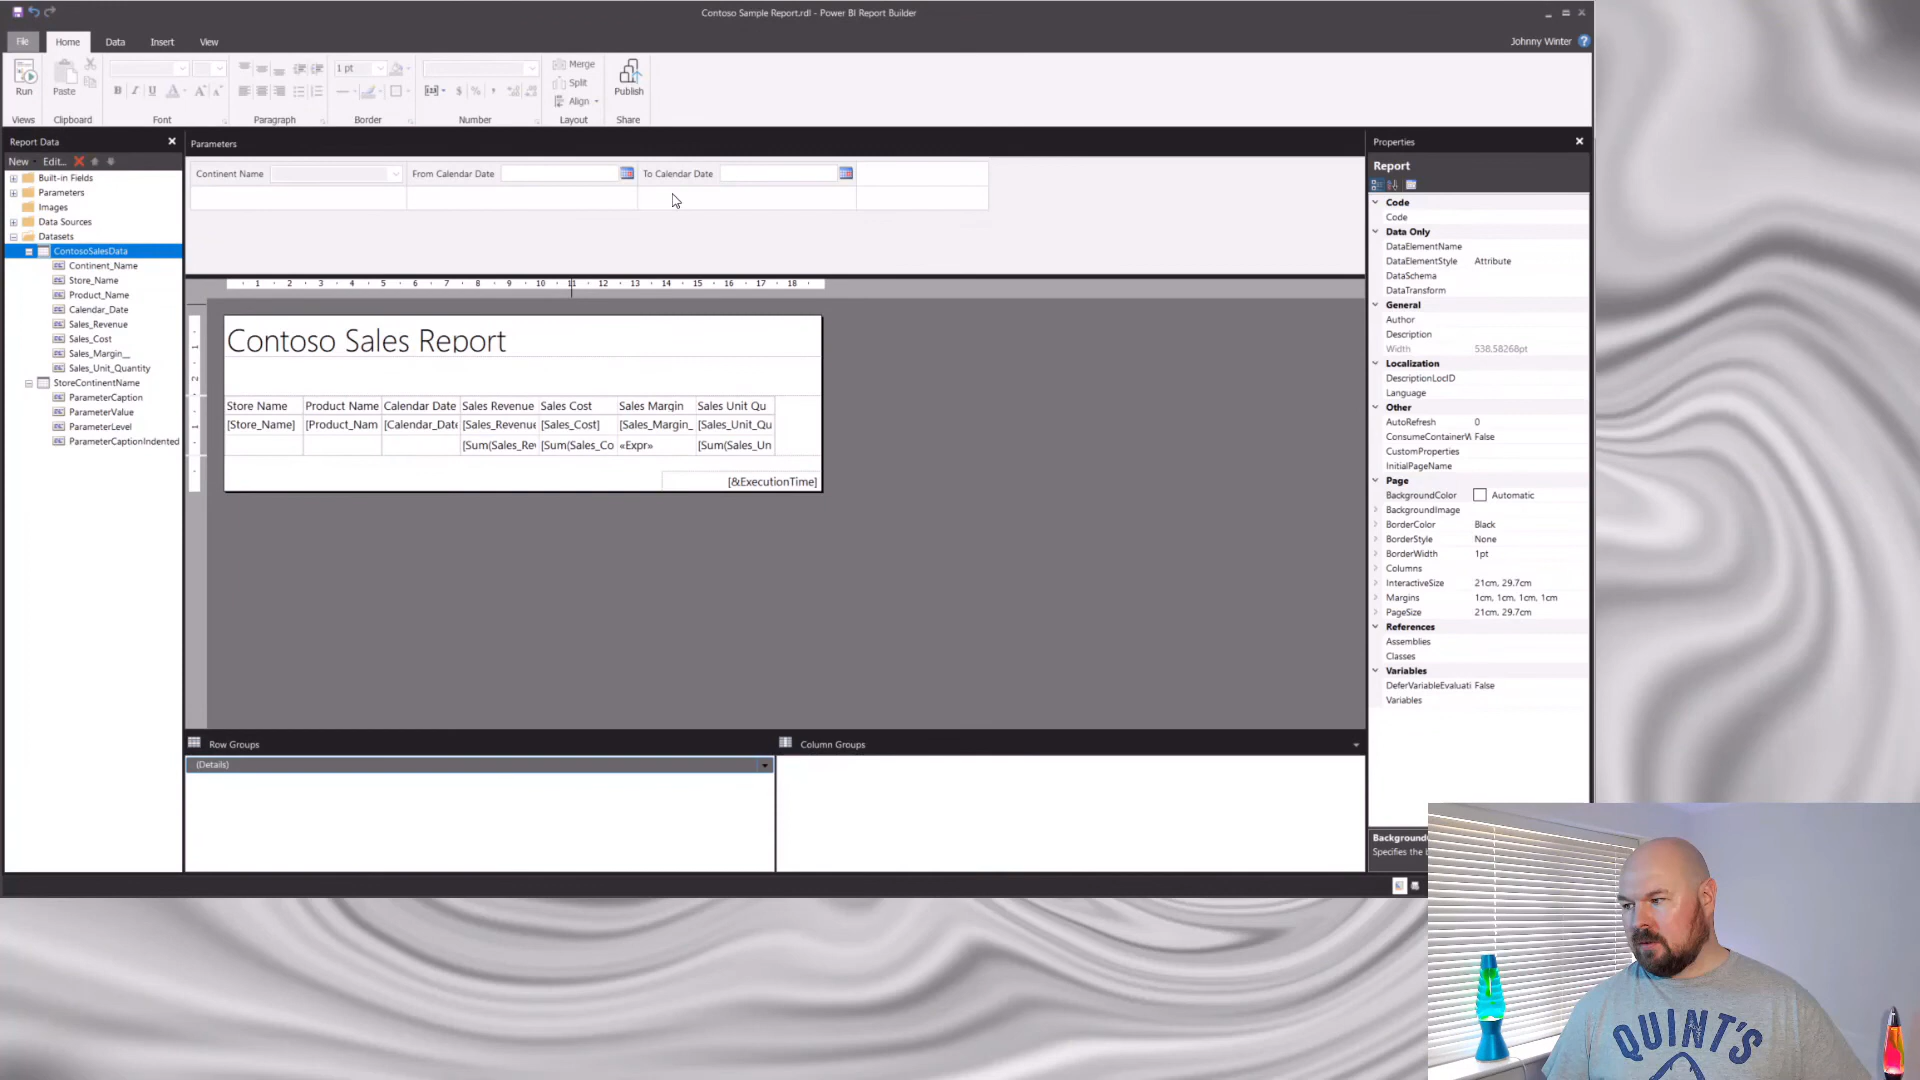 Contoso Sample Report.rdl - Power BI Report Builder
File Home Data Insert View Johnny Winter
Run Paste 1 pt Merge Split Align Publish
Views Clipboard Font Paragraph Border Number Layout Share
Report Data
New Edit...
Built-in Fields
Parameters
Images
Data Sources
Datasets
ContosoSalesData
Continent_Name
Store_Name
Product_Name
Calendar_Date
Sales_Revenue
Sales_Cost
Sales_Margin__
Sales_Unit_Quantity
StoreContinentName
ParameterCaption
ParameterValue
ParameterLevel
ParameterCaptionIndented
Parameters
Continent Name From Calendar Date To Calendar Date
1 2 3 4 5 6 7 8 9 10 11 12 13 14 15 16 17 18
Contoso Sales Report
Store Name Product Name Calendar Date Sales Revenue Sales Cost Sales Margin Sales Unit Qu
[Store_Name] [Product_Nam [Calendar_Date [Sales_Revenue [Sales_Cost] [Sales_Margin_ [Sales_Unit_Qu
[Sum(Sales_Rev [Sum(Sales_Co «Expr» [Sum(Sales_Un
[&ExecutionTime]
Row Groups
(Details)
Column Groups
Properties
Report
Code
Code
Data Only
DataElementName
DataElementStyle Attribute
DataSchema
DataTransform
General
Author
Description
Width 538.58268pt
Localization
DescriptionLocID
Language
Other
AutoRefresh 0
ConsumeContainerW False
CustomProperties
InitialPageName
Page
BackgroundColor Automatic
BackgroundImage
BorderColor Black
BorderStyle None
BorderWidth 1pt
Columns
InteractiveSize 21cm, 29.7cm
Margins 1cm, 1cm, 1cm, 1cm
PageSize 21cm, 29.7cm
References
Assemblies
Classes
Variables
DeferVariableEvaluati False
Variables
Background
Specifies the b
QUINT'S